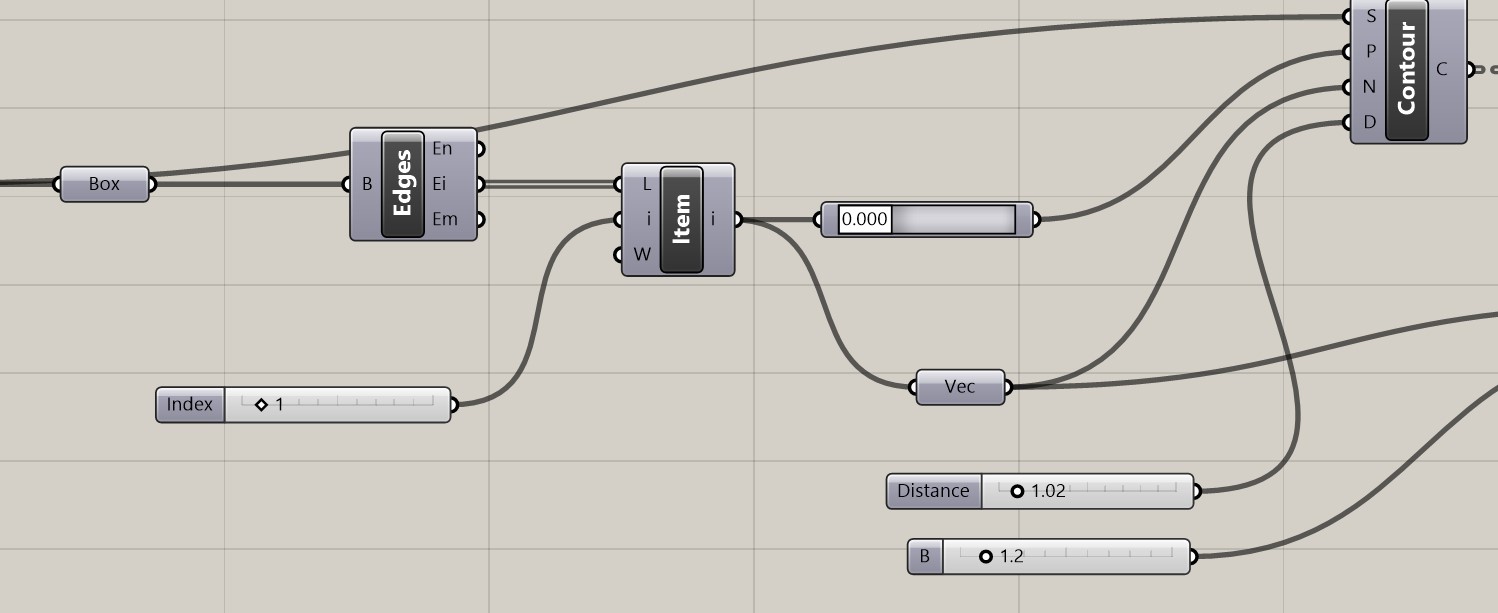 S
P
N
D
Contour
C
Box
B
Edges
En
Ei
Em
L
i
W
Item
i
0.000
Index
1
Vec
Distance
1.02
B
1.2